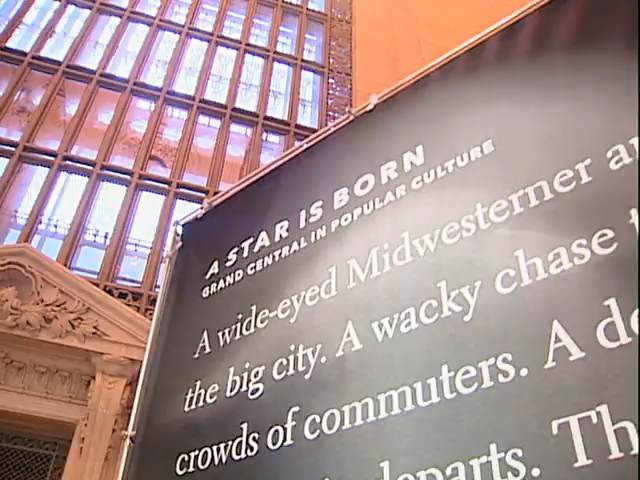 A STAR IS BORN
GRAND CENTRAL IN POPULAR CULTURE
A wide-eyed Midwesterner
the big city. A wacky chase
crowds of commuters. A
departs.